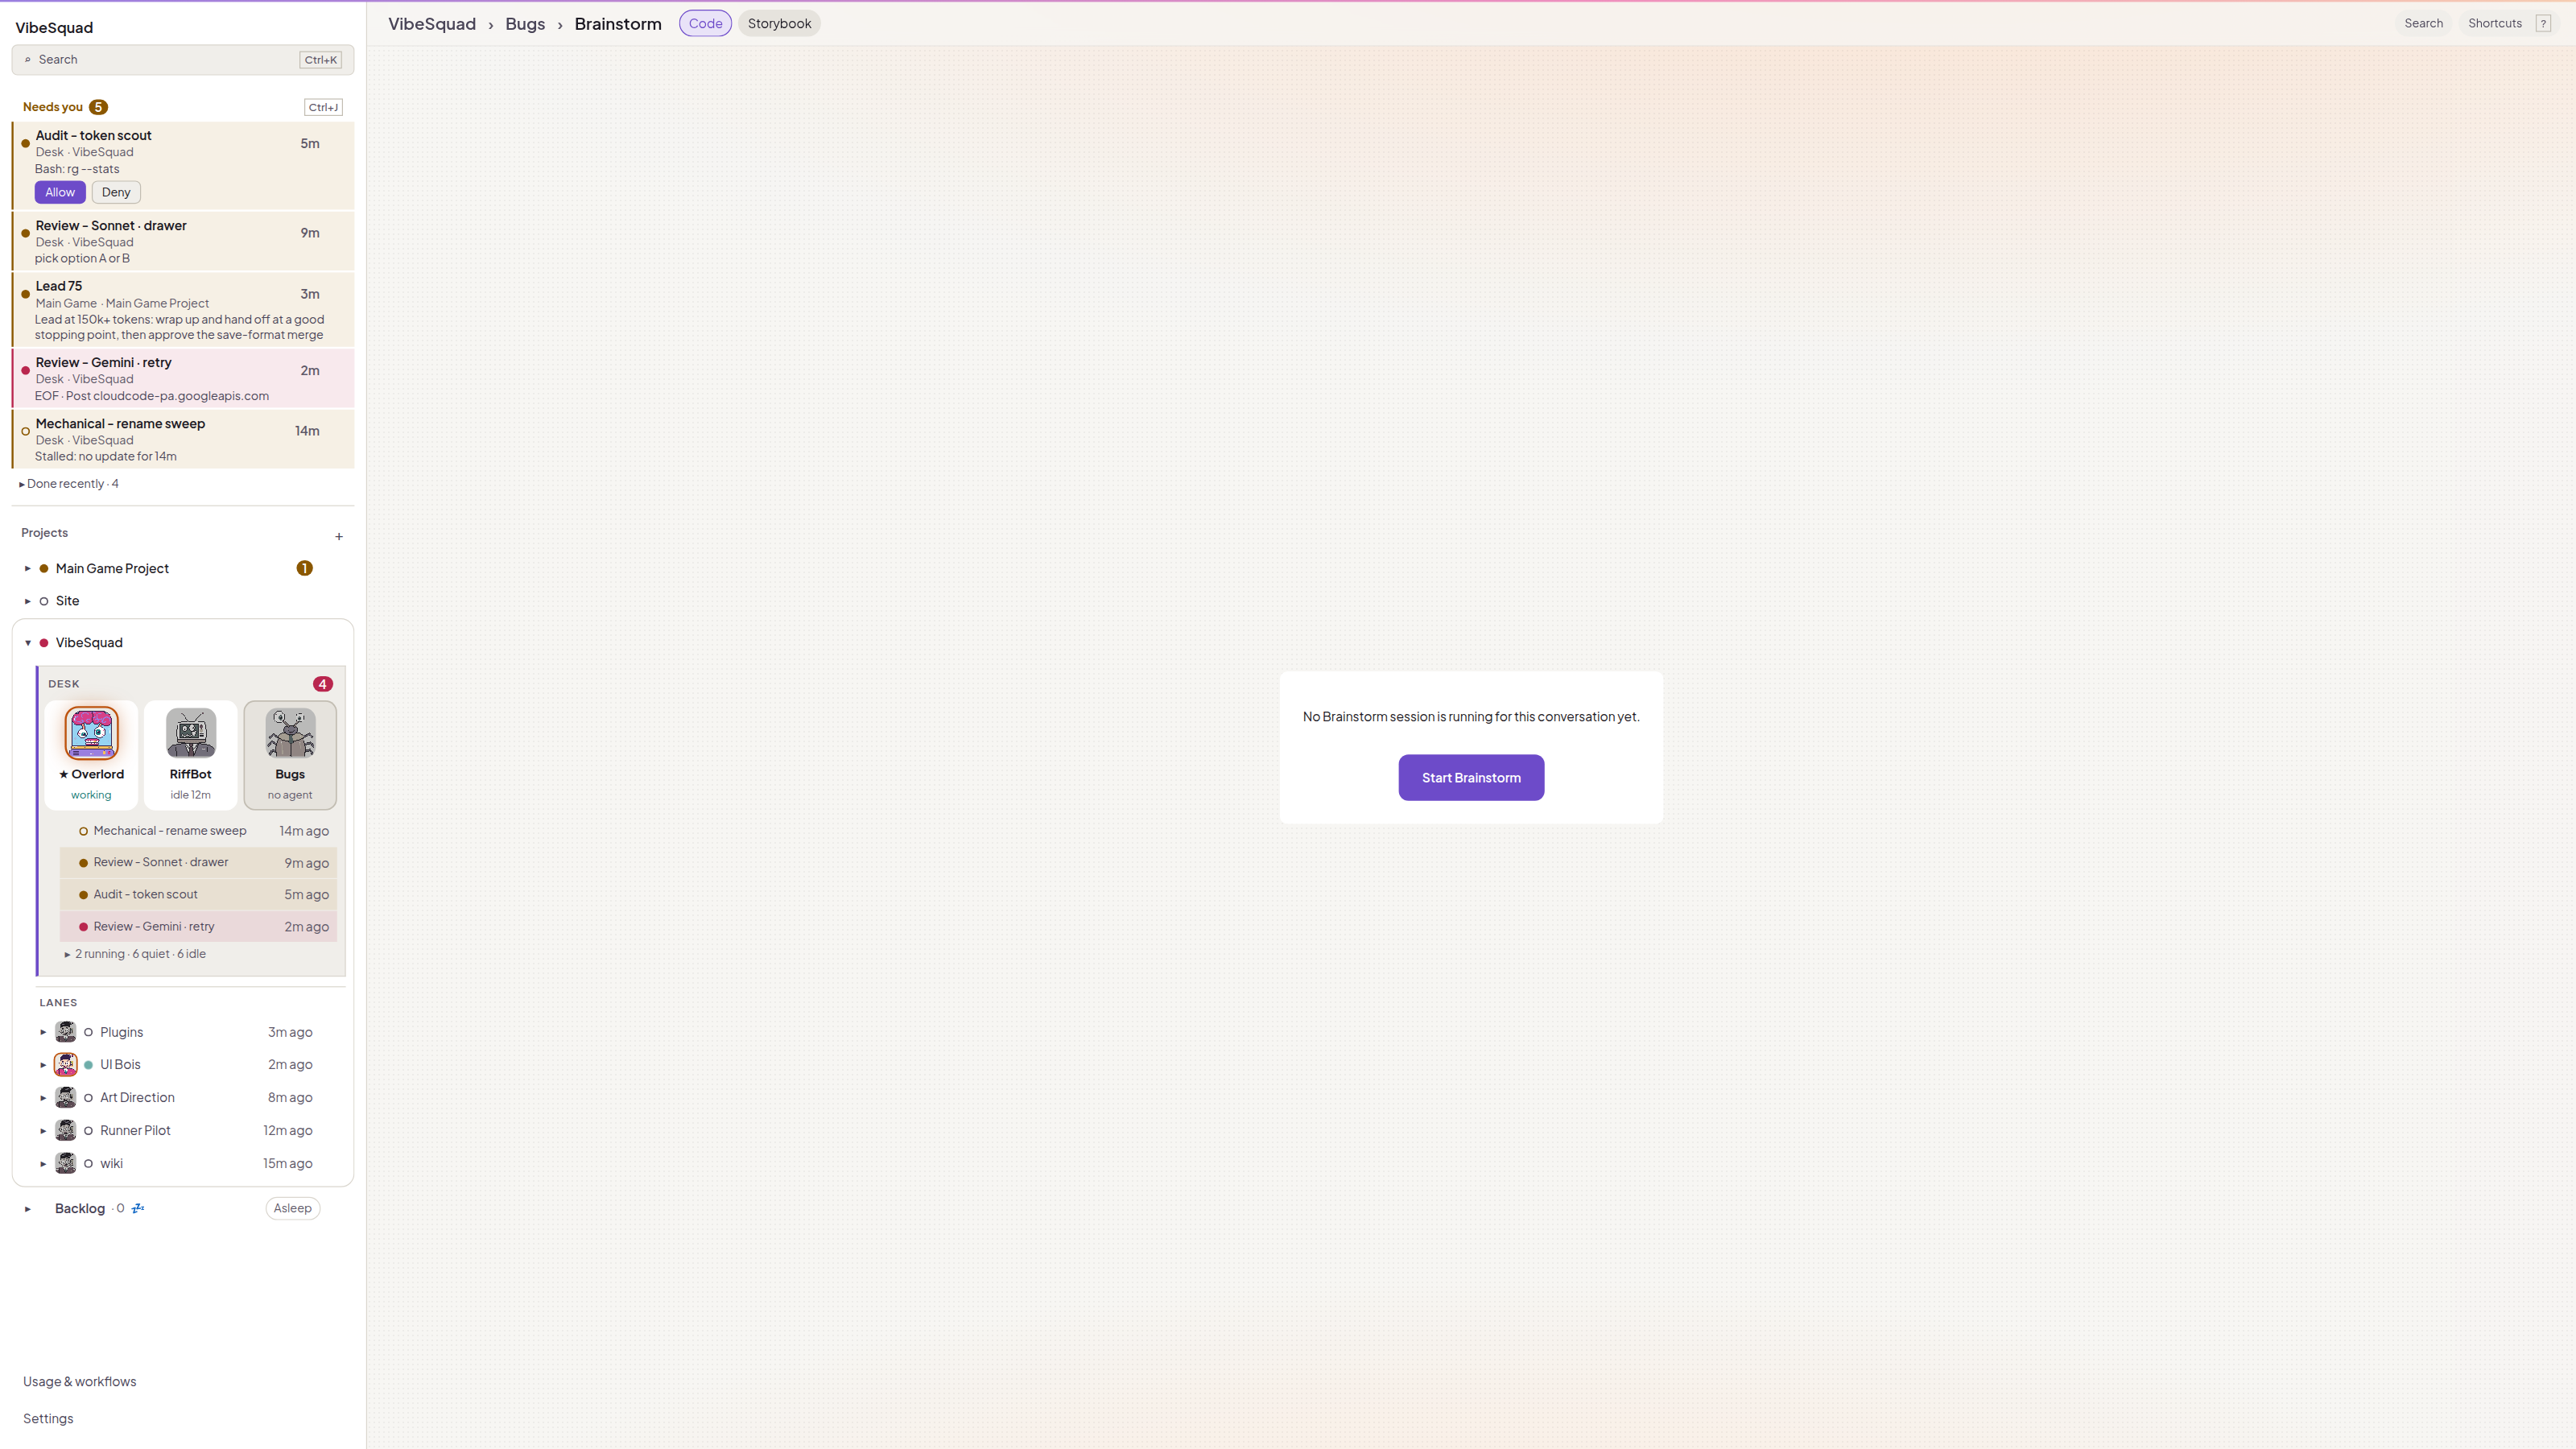 VibeSquad
Search Ctrl+K
Needs you 5 Ctrl+J
Audit – token scout 5m
Desk · VibeSquad
Bash: rg --stats
Allow Deny
Review – Sonnet · drawer 9m
Desk · VibeSquad
pick option A or B
Lead 75 3m
Main Game · Main Game Project
Lead at 150k+ tokens: wrap up and hand off at a good
stopping point, then approve the save-format merge
Review – Gemini · retry 2m
Desk · VibeSquad
EOF · Post cloudcode-pa.googleapis.com
Mechanical – rename sweep 14m
Desk · VibeSquad
Stalled: no update for 14m
▸ Done recently · 4
Projects +
Main Game Project 1
Site
VibeSquad
DESK 4
★ Overlord RiffBot Bugs
working idle 12m no agent
Mechanical – rename sweep 14m ago
Review – Sonnet · drawer 9m ago
Audit – token scout 5m ago
Review – Gemini · retry 2m ago
▸ 2 running · 6 quiet · 6 idle
LANES
Plugins 3m ago
UI Bois 2m ago
Art Direction 8m ago
Runner Pilot 12m ago
wiki 15m ago
Backlog · 0 💤 Asleep
Usage & workflows
Settings
VibeSquad › Bugs › Brainstorm Code Storybook
Search Shortcuts ?
No Brainstorm session is running for this conversation yet.
Start Brainstorm